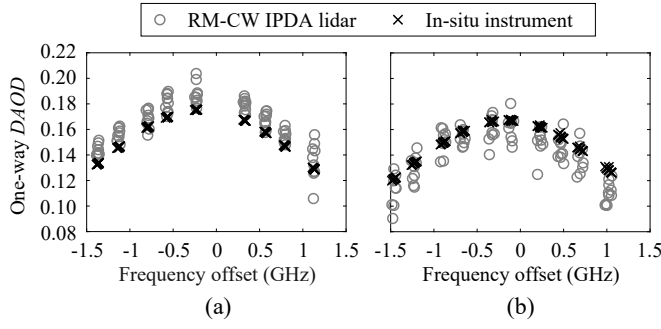 RM-CW IPDA lidar In-situ instrument
One-way DAOD
0.20
0.18
0.16
0.14
0.12
0.10
0.08
-1.5 -1 -0.5 0 0.5 1 1.5
-1.5 -1 -0.5 0 0.5 1 1.5
Frequency offset (GHz) Frequency offset (GHz)
(a) (b)